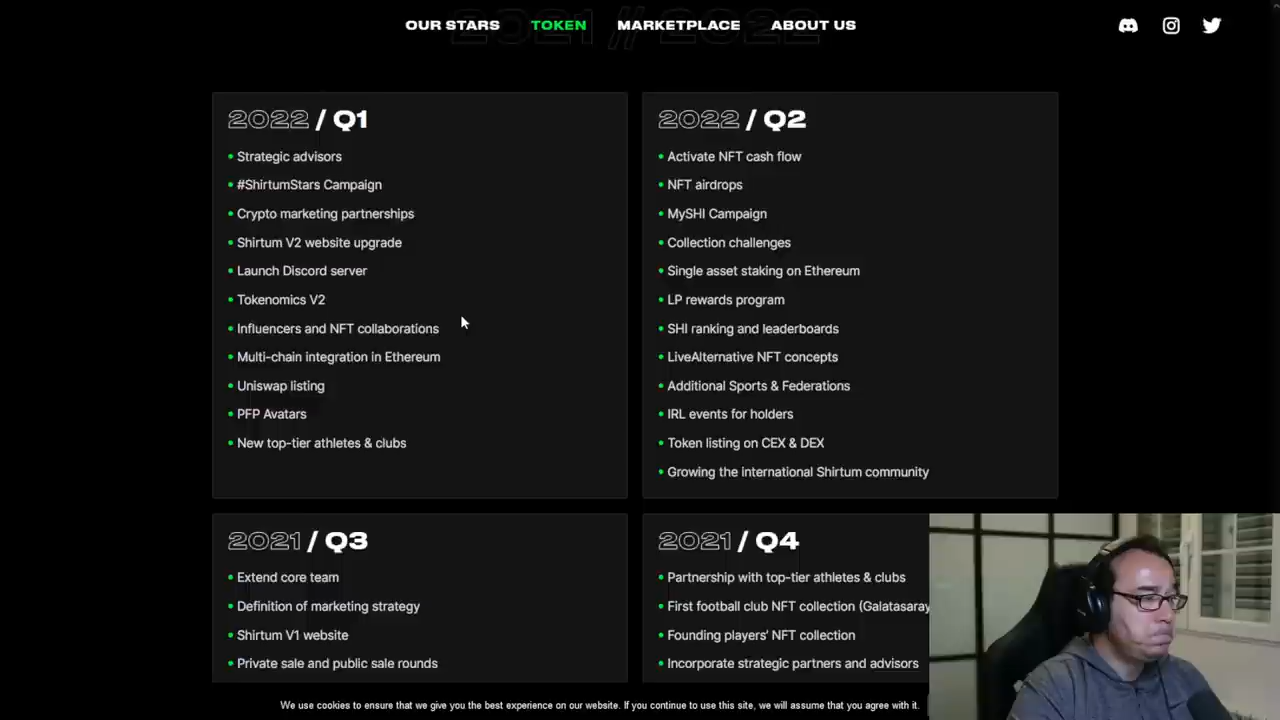 OUR STARS TOKEN MARKETPLACE ABOUT US
2021 // 2022
2022 / Q1
Strategic advisors
#ShirtumStars Campaign
Crypto marketing partnerships
Shirtum V2 website upgrade
Launch Discord server
Tokenomics V2
Influencers and NFT collaborations
Multi-chain integration in Ethereum
Uniswap listing
PFP Avatars
New top-tier athletes & clubs
2022 / Q2
Activate NFT cash flow
NFT airdrops
MySHI Campaign
Collection challenges
Single asset staking on Ethereum
LP rewards program
SHI ranking and leaderboards
LiveAlternative NFT concepts
Additional Sports & Federations
IRL events for holders
Token listing on CEX & DEX
Growing the international Shirtum community
2021 / Q3
Extend core team
Definition of marketing strategy
Shirtum V1 website
Private sale and public sale rounds
2021 / Q4
Partnership with top-tier athletes & clubs
First football club NFT collection (Galatasaray
Founding players' NFT collection
Incorporate strategic partners and advisors
We use cookies to ensure that we give you the best experience on our website. If you continue to use this site, we will assume that you agree with it.